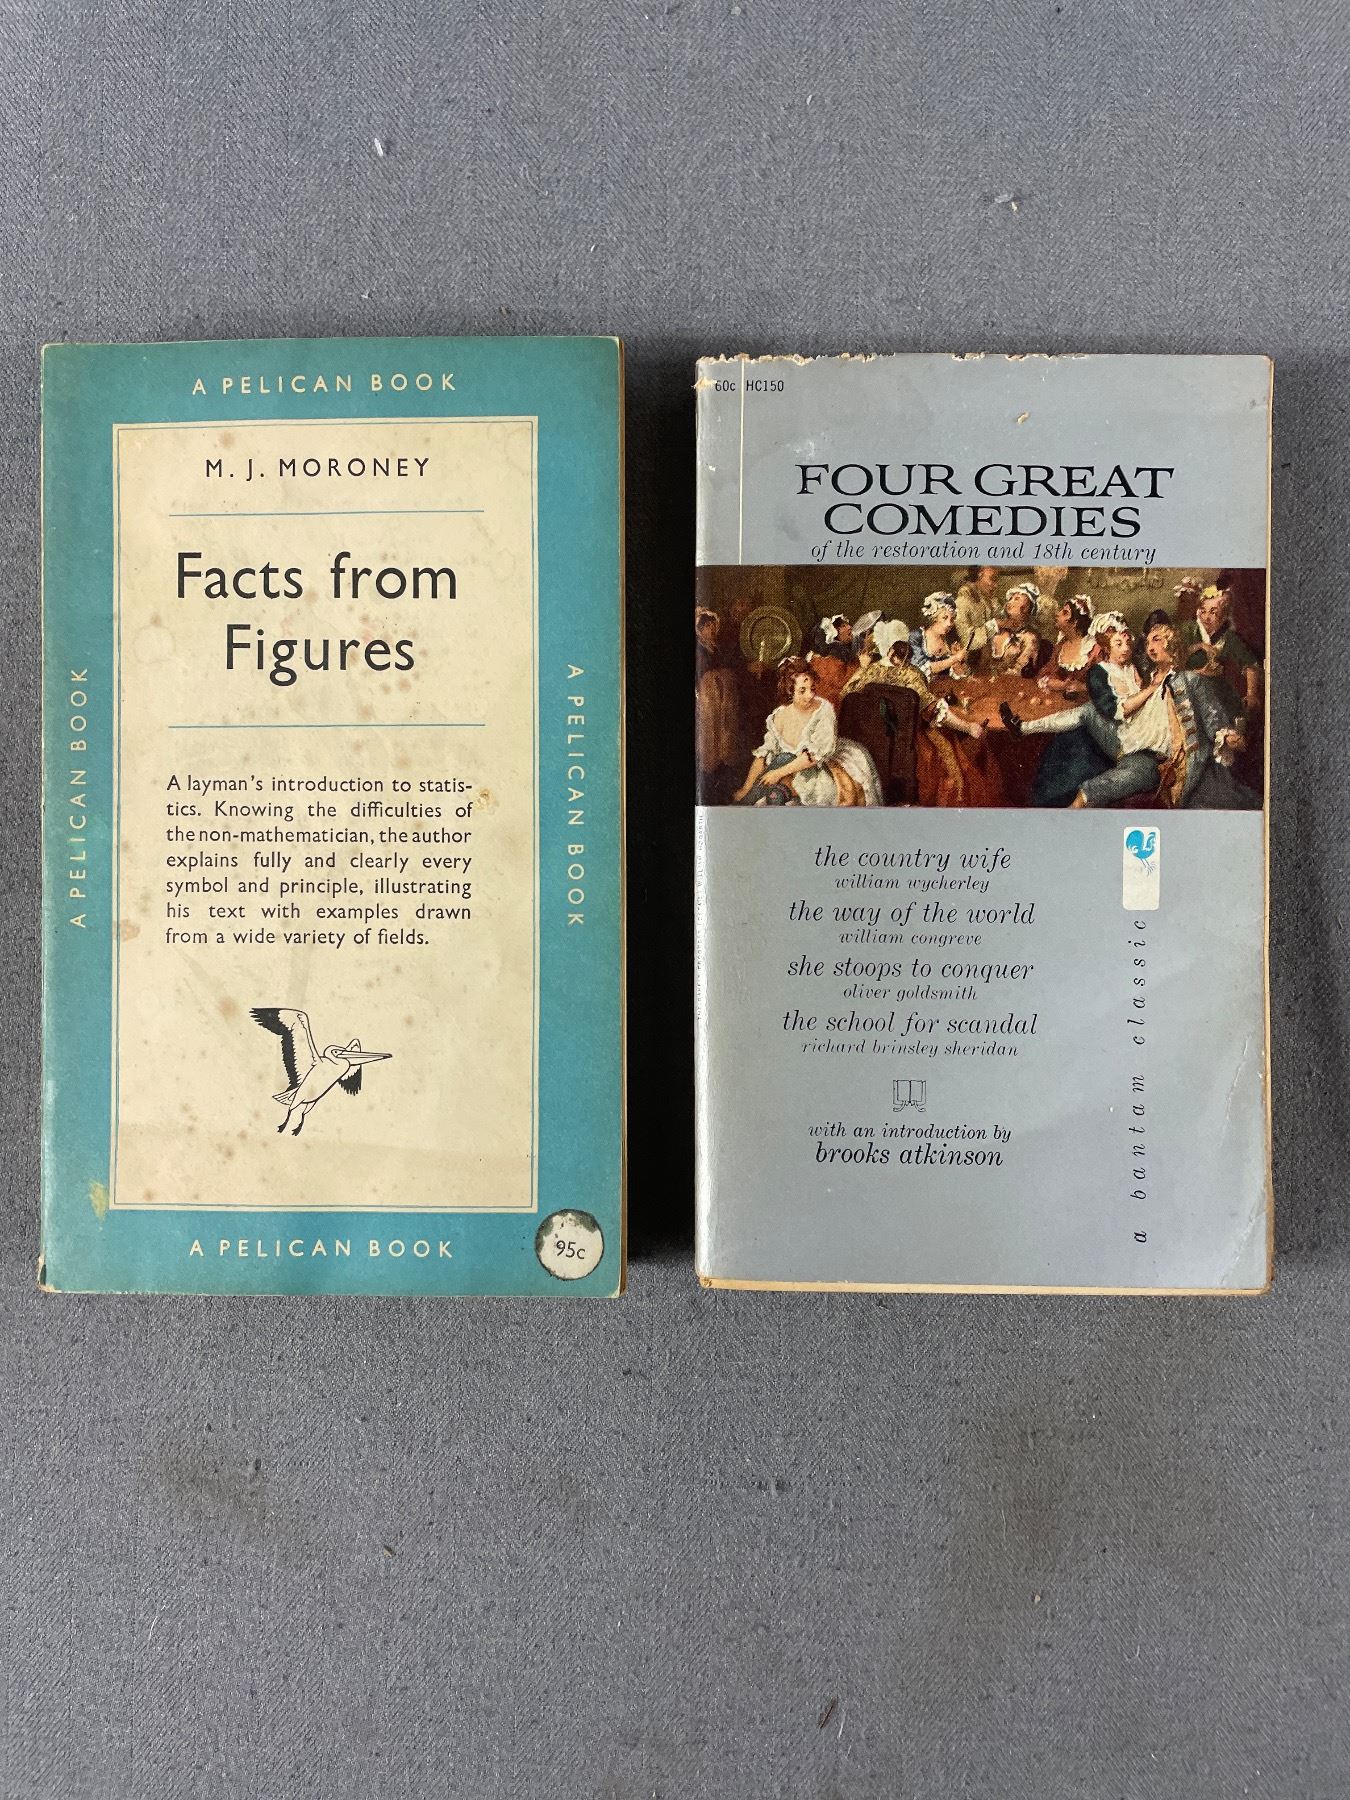 A PELICAN BOOK
M. J. MORONEY
Facts from
Figures
A layman's introduction to statis-
tics. Knowing the difficulties of
the non-mathematician, the author
explains fully and clearly every
symbol and principle, illustrating
his text with examples drawn
from a wide variety of fields.
A PELICAN BOOK
A PELICAN BOOK
A PELICAN BOOK
95c
60c HC150
FOUR GREAT
COMEDIES
of the restoration and 18th century
the country wife
william wycherley
the way of the world
william congreve
she stoops to conquer
oliver goldsmith
the school for scandal
richard brinsley sheridan
with an introduction by
brooks atkinson
a bantam classic